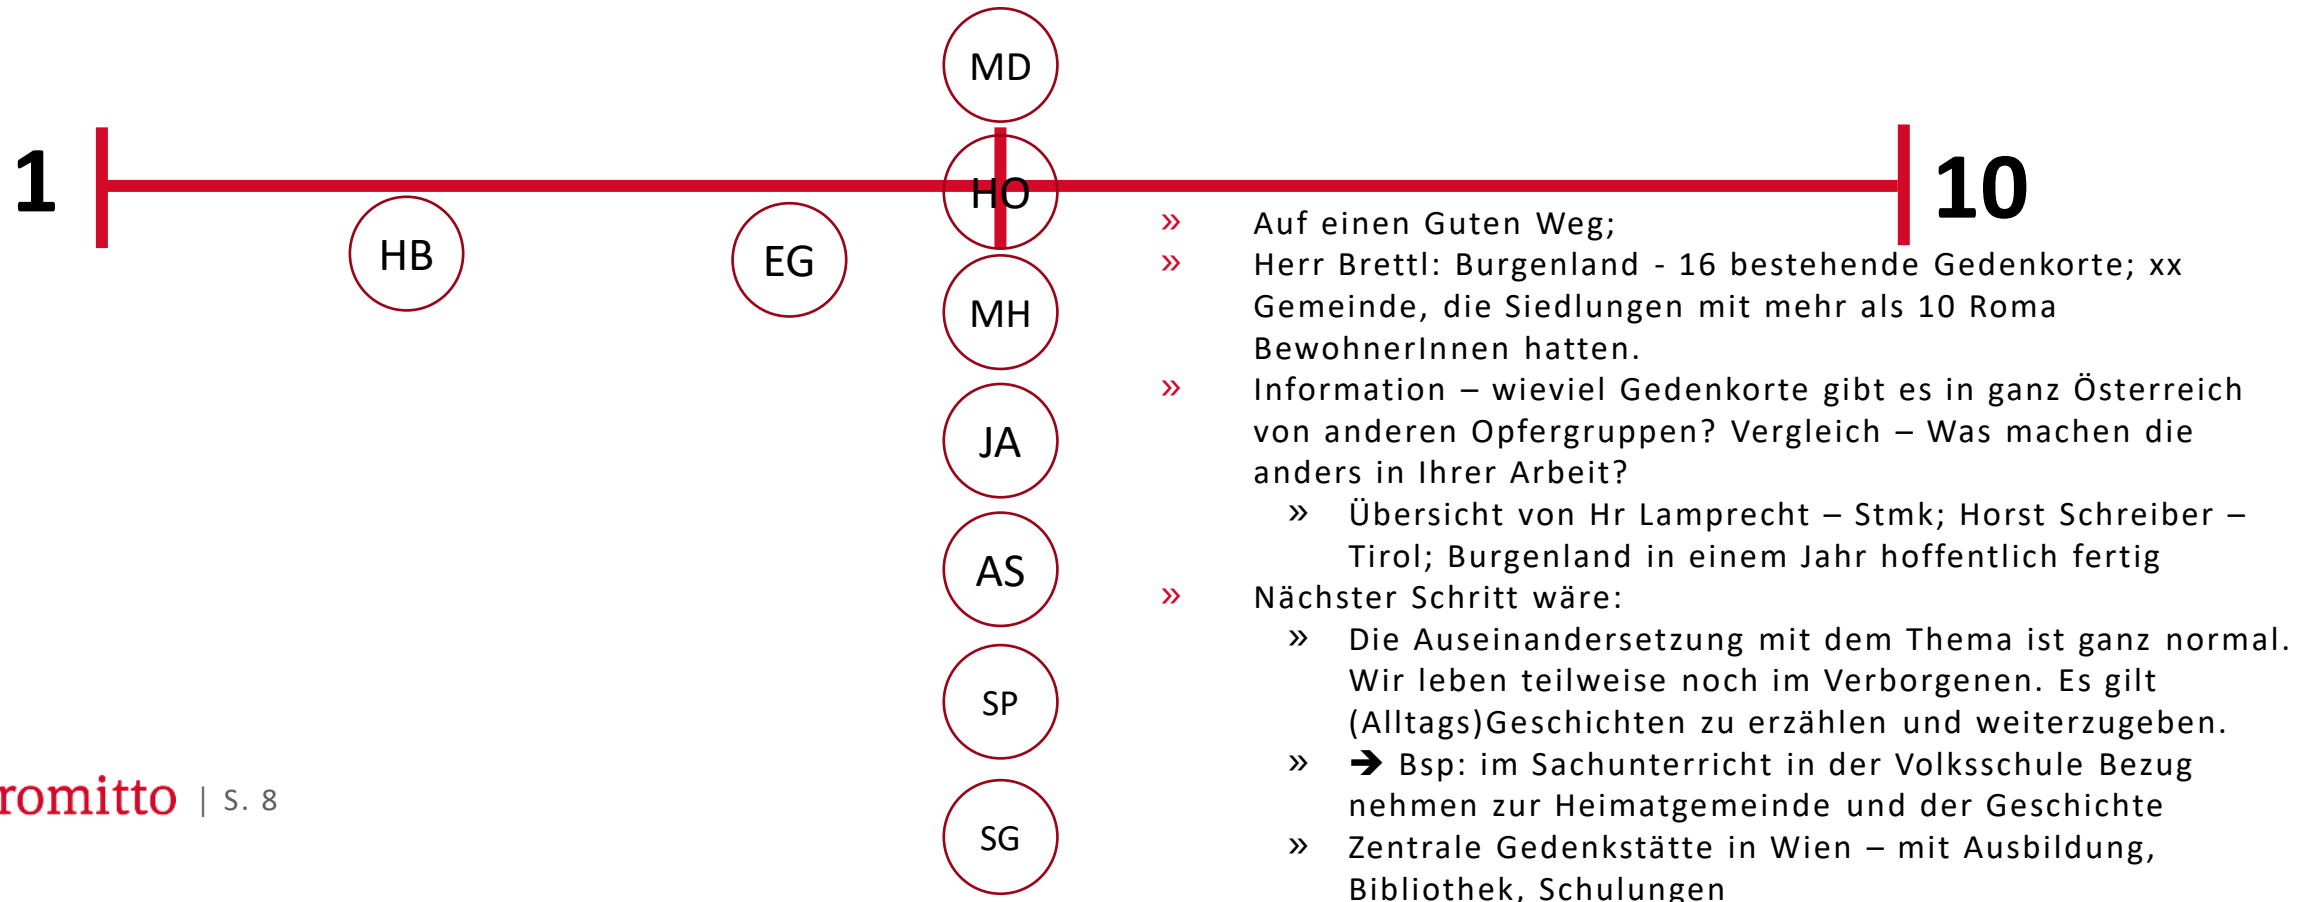 MD
1
HO
10
HB
EG
MH
JA
AS
SP
SG
» Auf einen Guten Weg;
» Herr Brettl: Burgenland - 16 bestehende Gedenkorte; xx
Gemeinde, die Siedlungen mit mehr als 10 Roma
BewohnerInnen hatten.
» Information – wieviel Gedenkorte gibt es in ganz Österreich
von anderen Opfergruppen? Vergleich – Was machen die
anders in Ihrer Arbeit?
» Übersicht von Hr Lamprecht – Stmk; Horst Schreiber –
Tirol; Burgenland in einem Jahr hoffentlich fertig
» Nächster Schritt wäre:
» Die Auseinandersetzung mit dem Thema ist ganz normal.
Wir leben teilweise noch im Verborgenen. Es gilt
(Alltags)Geschichten zu erzählen und weiterzugeben.
» ➔ Bsp: im Sachunterricht in der Volksschule Bezug
nehmen zur Heimatgemeinde und der Geschichte
» Zentrale Gedenkstätte in Wien – mit Ausbildung,
Bibliothek, Schulungen
romitto | S. 8